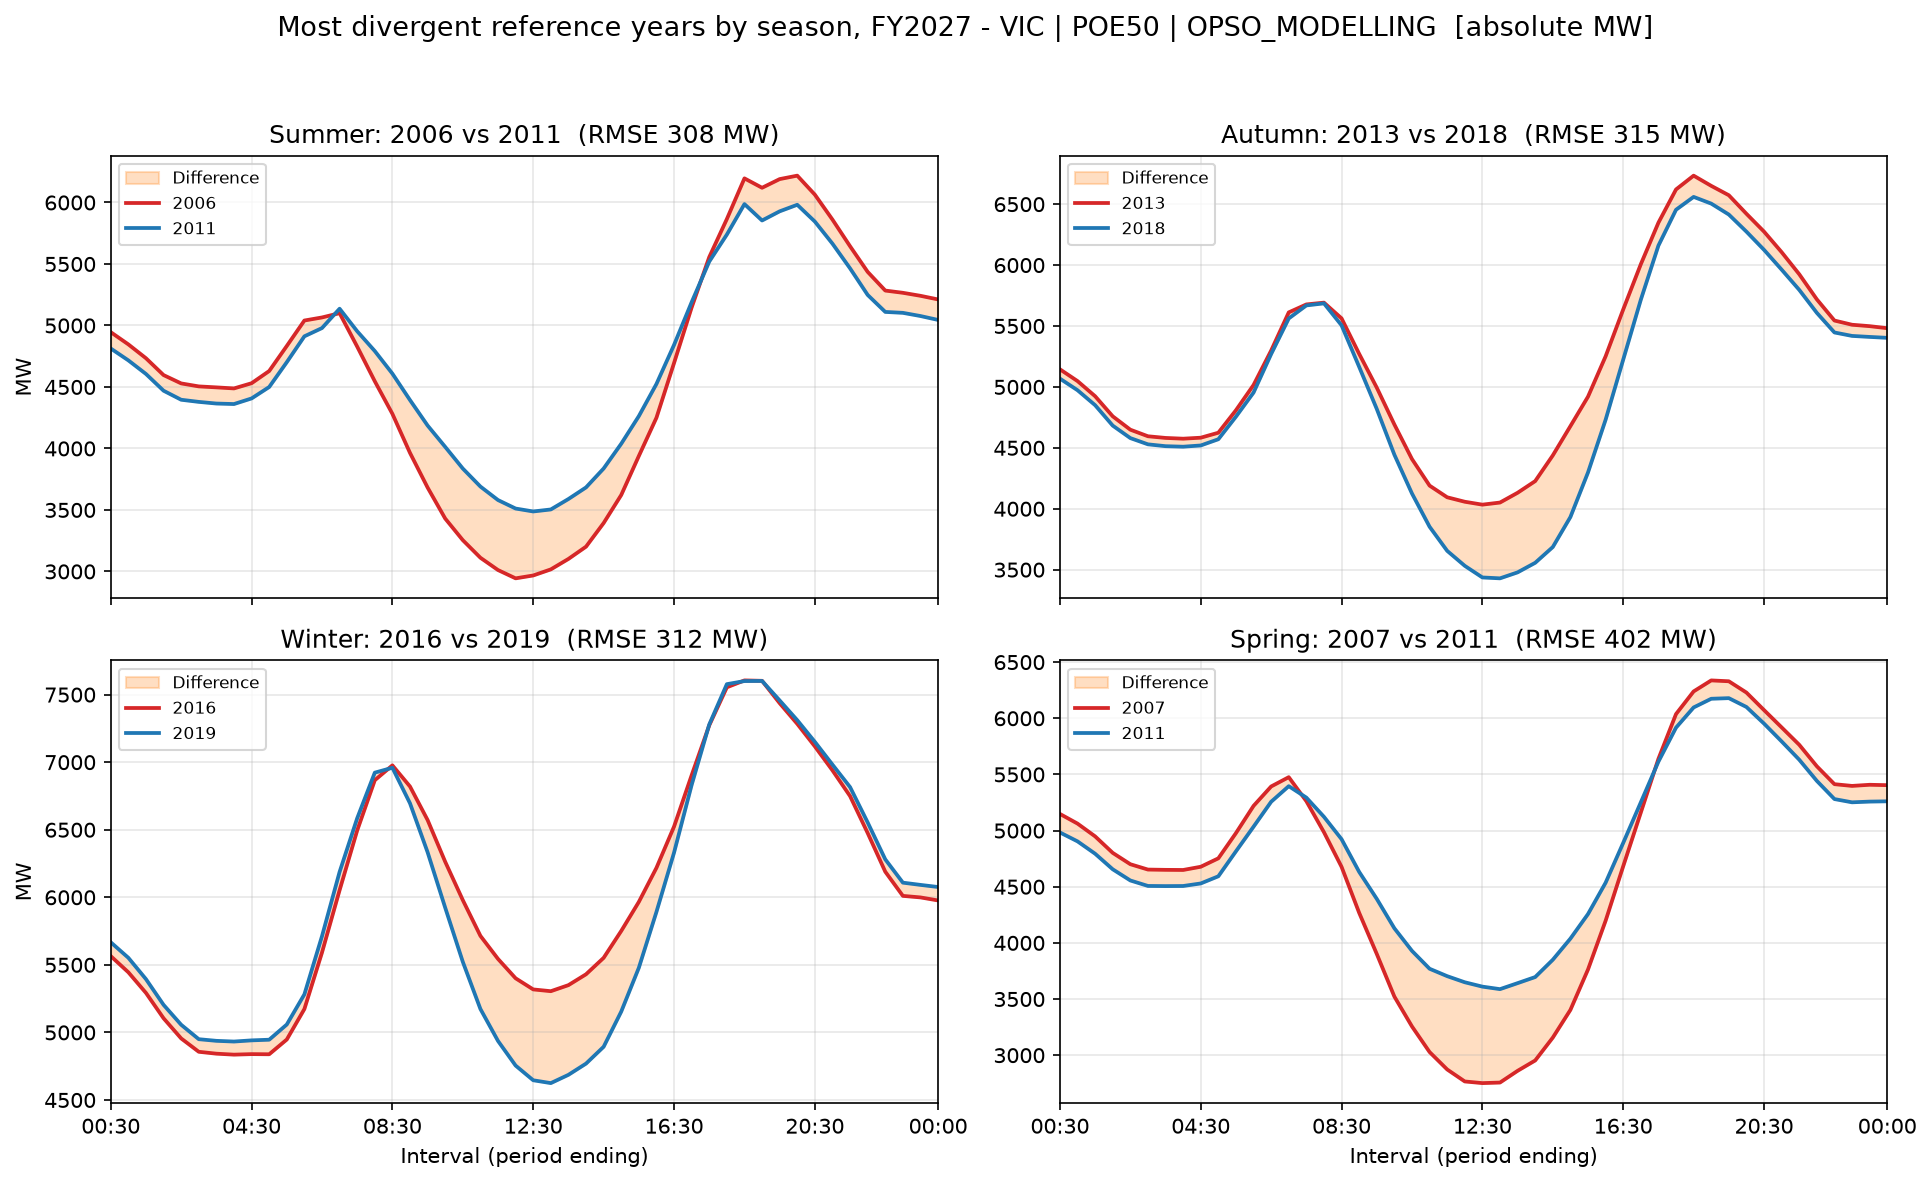 Most divergent reference years by season, FY2027 - VIC | POE50 | OPSO_MODELLING  [absolute MW]
Summer: 2006 vs 2011  (RMSE 308 MW)
Difference
2006
2011
6000
5500
5000
4500
4000
3500
3000
MW
Autumn: 2013 vs 2018  (RMSE 315 MW)
Difference
2013
2018
6500
6000
5500
5000
4500
4000
3500
Winter: 2016 vs 2019  (RMSE 312 MW)
Difference
2016
2019
7500
7000
6500
6000
5500
5000
4500
MW
00:30 04:30 08:30 12:30 16:30 20:30 00:00
Interval (period ending)
Spring: 2007 vs 2011  (RMSE 402 MW)
Difference
2007
2011
6500
6000
5500
5000
4500
4000
3500
3000
00:30 04:30 08:30 12:30 16:30 20:30 00:00
Interval (period ending)